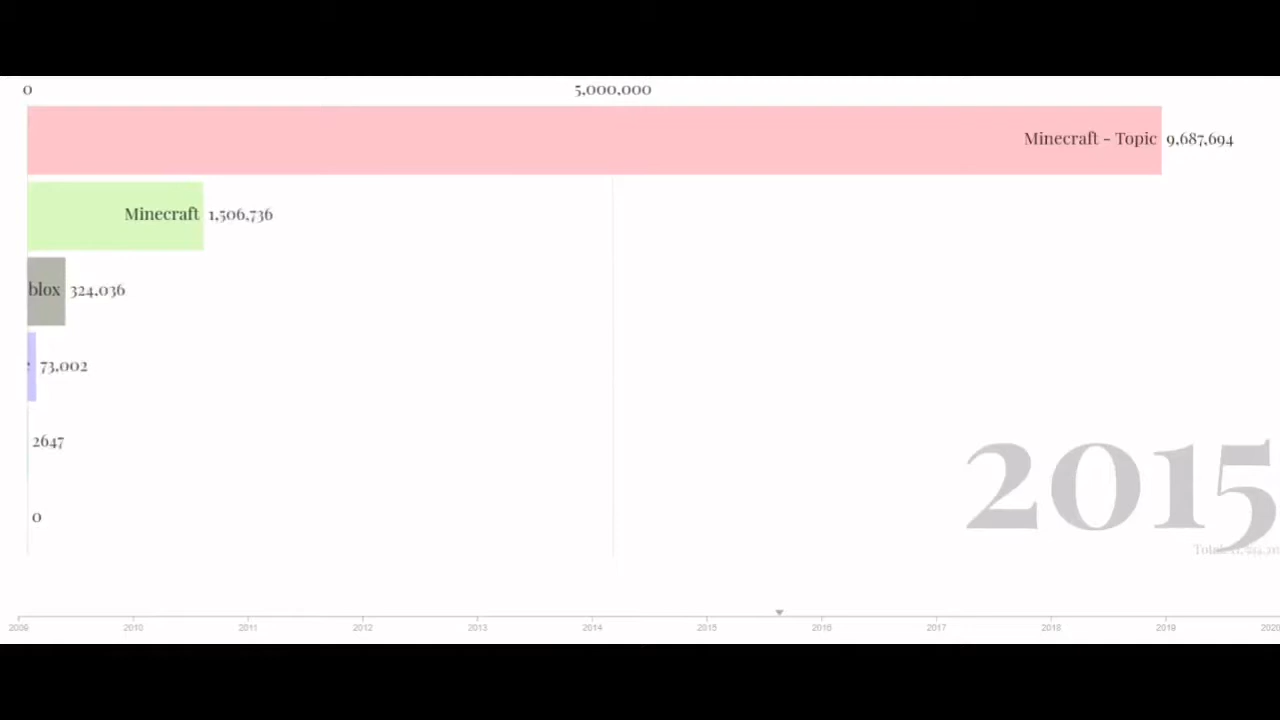 0 5,000,000
Minecraft - Topic 9,687,694
Minecraft 1,506,736
blox 324,036
73,002
2647
0
2015
2009 2010 2011 2012 2013 2014 2015 2016 2017 2018 2019 2020